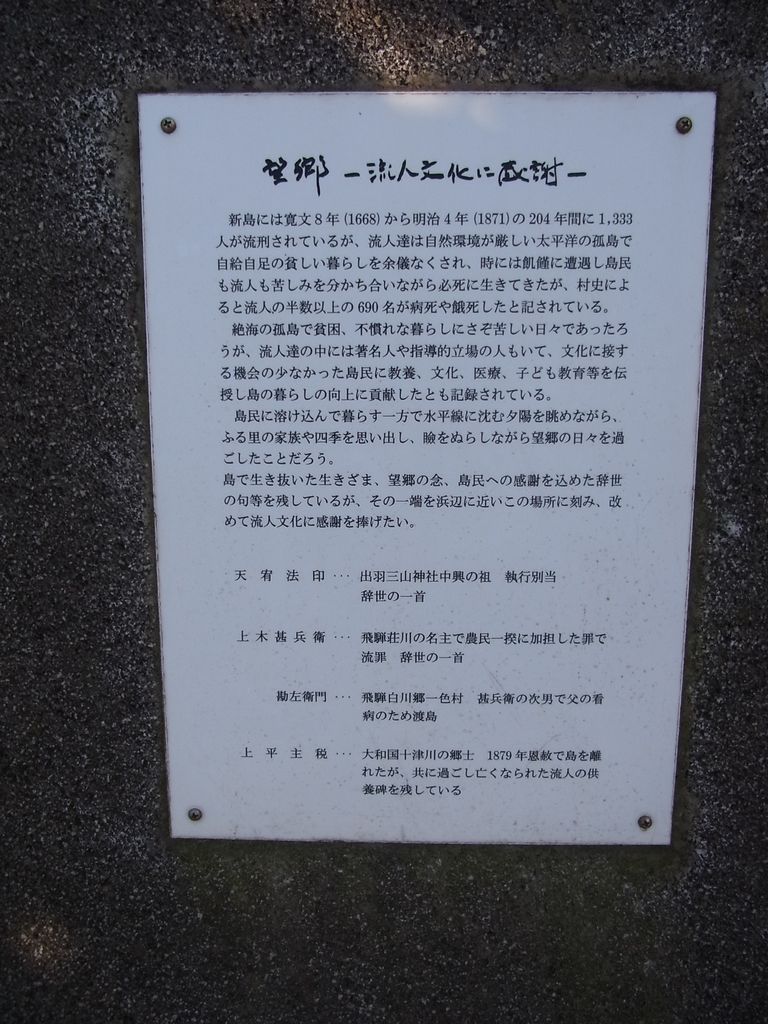 望郷 －流人文化に感謝－
新島には寛文8年(1668)から明治4年(1871)の204年間に1,333
人が流刑されているが、流人達は自然環境が厳しい太平洋の孤島で
自給自足の貧しい暮らしを余儀なくされ、時には飢饉に遭遇し島民
も流人も苦しみを分かち合いながら必死に生きてきたが、村史によ
ると流人の半数以上の690名が病死や餓死したと記されている。
絶海の孤島で貧困、不慣れな暮らしにさぞ苦しい日々であったろ
うが、流人達の中には著名人や指導的立場の人もいて、文化に接す
る機会の少なかった島民に教養、文化、医療、子ども教育等を伝
授し島の暮らしの向上に貢献したとも記録されている。
島民に溶け込んで暮らす一方で水平線に沈む夕陽を眺めながら、
ふる里の家族や四季を思い出し、瞼をぬらしながら望郷の日々を過
ごしたことだろう。
島で生き抜いた生きざま、望郷の念、島民への感謝を込めた辞世
の句等を残しているが、その一端を浜辺に近いこの場所に刻み、改
めて流人文化に感謝を捧げたい。
天宥法印･･･出羽三山神社中興の祖　執行別当
辞世の一首
上木甚兵衛･･･飛騨荘川の名主で農民一揆に加担した罪で
流罪　辞世の一首
勘左衛門･･･飛騨白川郷一色村　甚兵衛の次男で父の看
病のため渡島
上平主税･･･大和国十津川の郷士　1879年恩赦で島を離
れたが、共に過ごし亡くなられた流人の供
養碑を残している